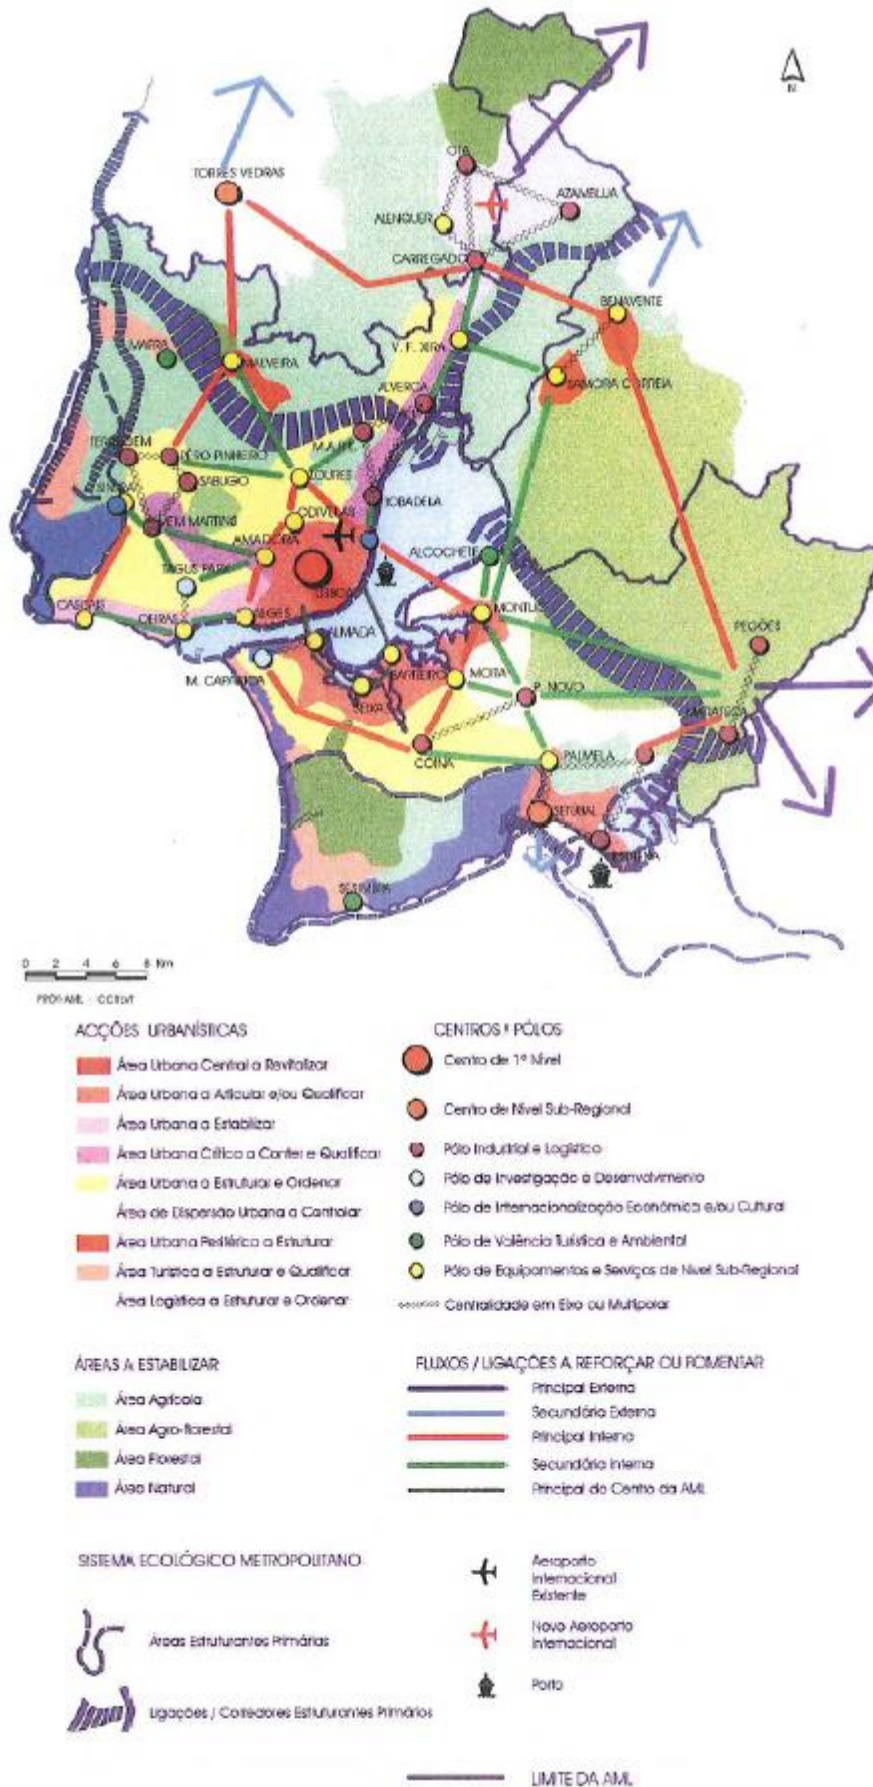 N
OTA
TORRES VEDRAS
AZAMBUJA
ALENQUER
CARREGADO
BENAVENTE
V. F. XIRA
MAFRA
MALVEIRA
SAMORA CORREIA
ALVERCA
PÊRO PINHEIRO
SABUGO
LOURES
BOBADELA
ODIVELAS
MEM MARTINS
AMADORA
ALCOCHETE
TAGUS PARK
LISBOA
MONTIJO
CASCAIS
OEIRAS
ALGÉS
ALMADA
PEGÕES
BARREIRO
M. CAPARICA
MOITA
SEIXAL
P. NOVO
MARATECA
COINA
PALMELA
SETÚBAL
SESIMBRA
0 2 4 6 8 Km
PROT-AML - CCRLVT
ACÇÕES URBANÍSTICAS
Área Urbana Central a Revitalizar
Área Urbana a Articular e/ou Qualificar
Área Urbana a Estabilizar
Área Urbana Crítica a Conter e Qualificar
Área Urbana a Estruturar e Ordenar
Área de Dispersão Urbana a Controlar
Área Urbana Periférica a Estruturar
Área Turística a Estruturar e Qualificar
Área Logística a Estruturar e Ordenar
CENTROS E PÓLOS
Centro de 1º Nível
Centro de Nível Sub-Regional
Pólo Industrial e Logístico
Pólo de Investigação e Desenvolvimento
Pólo de Internacionalização Económica e/ou Cultural
Pólo de Valência Turística e Ambiental
Pólo de Equipamentos e Serviços de Nível Sub-Regional
Centralidade em Eixo ou Multipolar
ÁREAS A ESTABILIZAR
Área Agrícola
Área Agro-florestal
Área Florestal
Área Natural
FLUXOS / LIGAÇÕES A REFORÇAR OU FOMENTAR
Principal Externa
Secundária Externa
Principal Interna
Secundária Interna
Principal do Centro da AML
SISTEMA ECOLÓGICO METROPOLITANO
Áreas Estruturantes Primárias
Ligações / Corredores Estruturantes Primários
Aeroporto
Internacional
Existente
Novo Aeroporto
Internacional
Porto
LIMITE DA AML